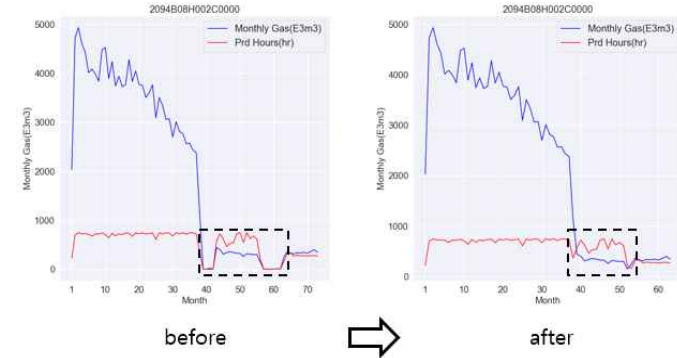 2094B08H002C0000
Monthly Gas(E3m3)
Prd Hours(hr)
Monthly Gas(E3m3)
5000
4000
3000
2000
1000
0
1 10 20 30 40 50 60 70
Month
before
2094B08H002C0000
Monthly Gas(E3m3)
Prd Hours(hr)
Monthly Gas(E3m3)
5000
4000
3000
2000
1000
0
1 10 20 30 40 50 60
Month
after